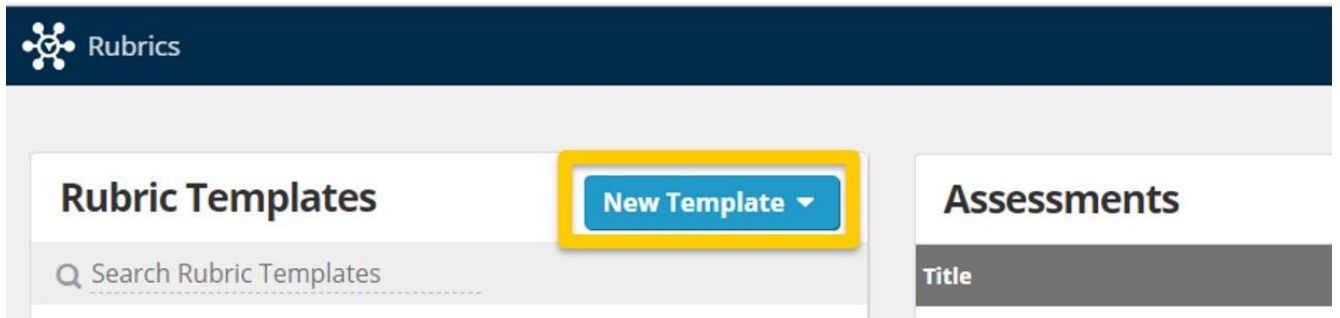 Rubrics
Rubric Templates
New Template
Search Rubric Templates
Assessments
Title